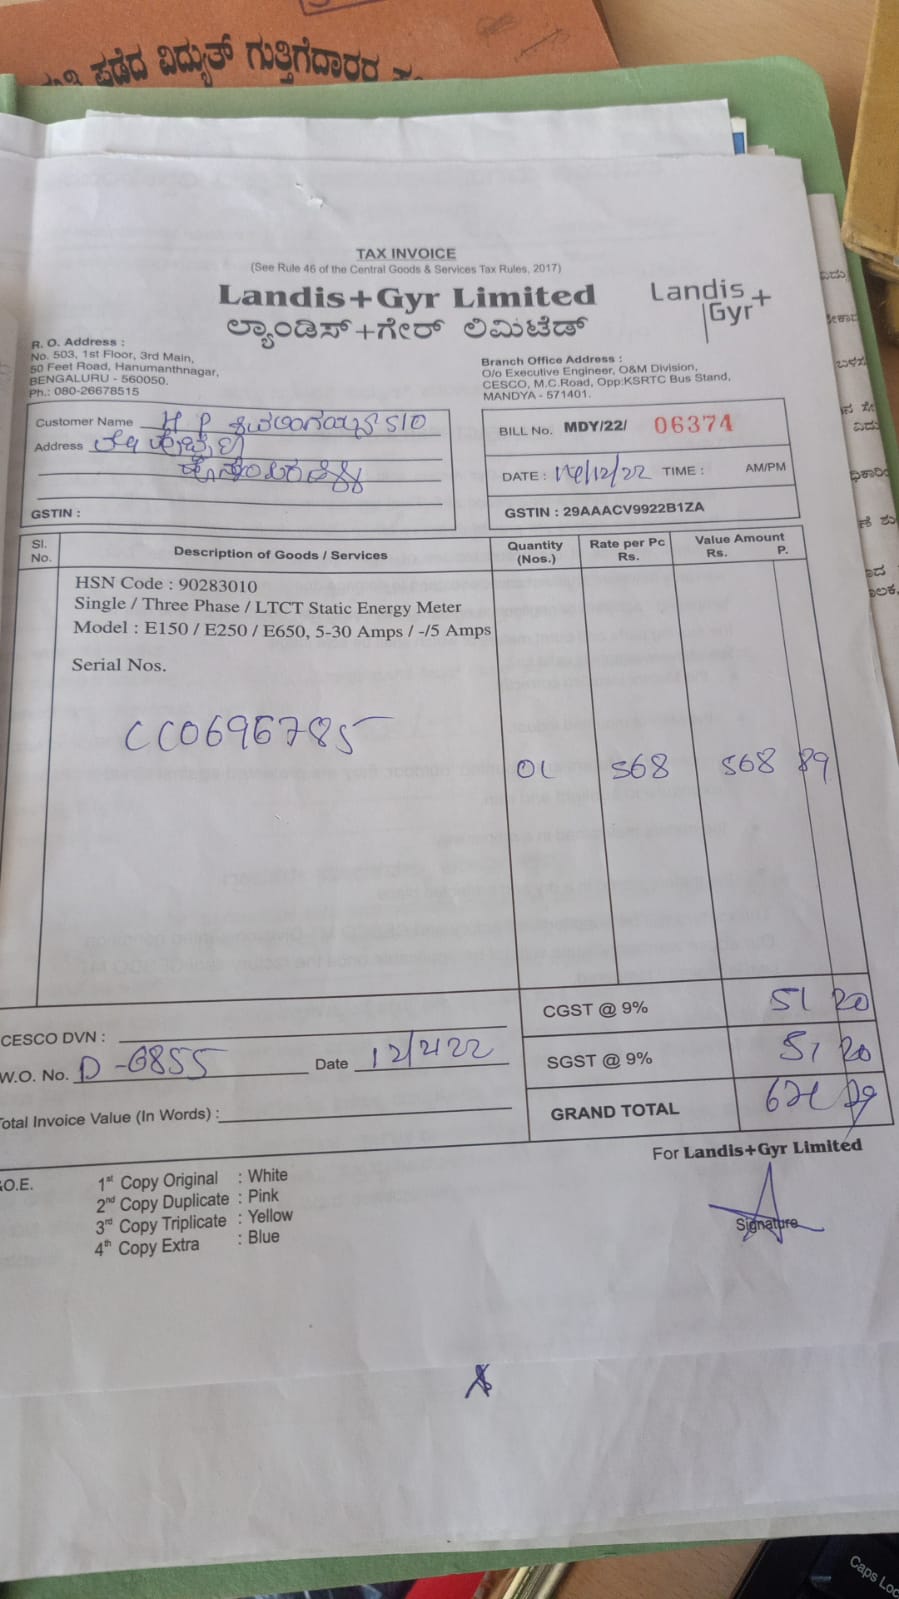 ಪಡೆದ ವಿದ್ಯುತ್ ಗುತ್ತಿಗೆದಾರರ
TAX INVOICE
(See Rule 46 of the Central Goods & Services Tax Rules, 2017)
Landis+Gyr Limited
ಲ್ಯಾಂಡಿಸ್+ಗೇರ್ ಲಿಮಿಟೆಡ್
Landis+
Gyr
R. O. Address :
No. 503, 1st Floor, 3rd Main,
50 Feet Road, Hanumanthnagar,
BENGALURU - 560050.
Ph.: 080-26678515
Branch Office Address :
O/o Executive Engineer, O&M Division,
CESCO, M.C.Road, Opp:KSRTC Bus Stand,
MANDYA - 571401.
Customer Name H P S/O
Address
GSTIN :
BILL No. MDY/22/ 06374
DATE : 14/12/22 TIME : AM/PM
GSTIN : 29AAACV9922B1ZA
Sl. No. Description of Goods / Services Quantity (Nos.) Rate per Pc Rs. Value Amount Rs. P.
HSN Code : 90283010
Single / Three Phase / LTCT Static Energy Meter
Model : E150 / E250 / E650, 5-30 Amps / -/5 Amps
Serial Nos.
CC0696785
01 568 568 89
CGST @ 9% 51 20
SGST @ 9% 51 20
GRAND TOTAL 29
CESCO DVN :
W.O. No. D-6855 Date 12/2122
Total Invoice Value (In Words) :
For Landis+Gyr Limited
Signature
.O.E.
1st Copy Original : White
2nd Copy Duplicate : Pink
3rd Copy Triplicate : Yellow
4th Copy Extra : Blue
Caps Loc